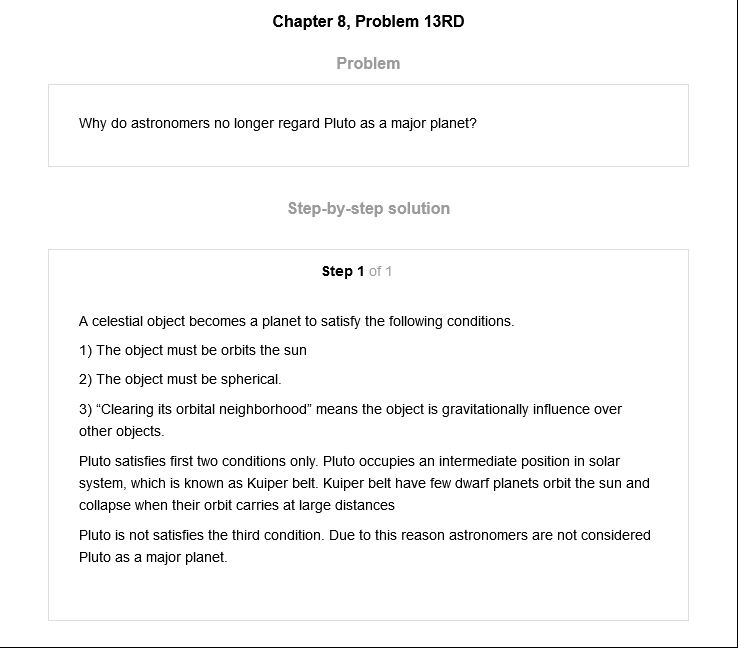 Chapter 8, Problem 13RD
Problem
Why do astronomers no longer regard Pluto as a major planet?
Step-by-step solution
Step 1 of 1
A celestial object becomes a planet to satisfy the following conditions.
1) The object must be orbits the sun
2) The object must be spherical.
3) “Clearing its orbital neighborhood” means the object is gravitationally influence over
other objects.
Pluto satisfies first two conditions only. Pluto occupies an intermediate position in solar
system, which is known as Kuiper belt. Kuiper belt have few dwarf planets orbit the sun and
collapse when their orbit carries at large distances
Pluto is not satisfies the third condition. Due to this reason astronomers are not considered
Pluto as a major planet.